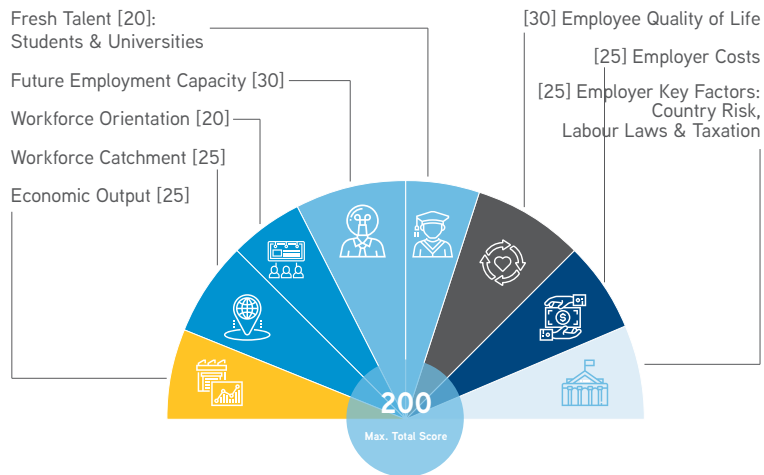 Fresh Talent [20]:
Students & Universities
Future Employment Capacity [30]
Workforce Orientation [20]
Workforce Catchment [25]
Economic Output [25]
[30] Employee Quality of Life
[25] Employer Costs
[25] Employer Key Factors:
Country Risk,
Labour Laws & Taxation
200
Max. Total Score